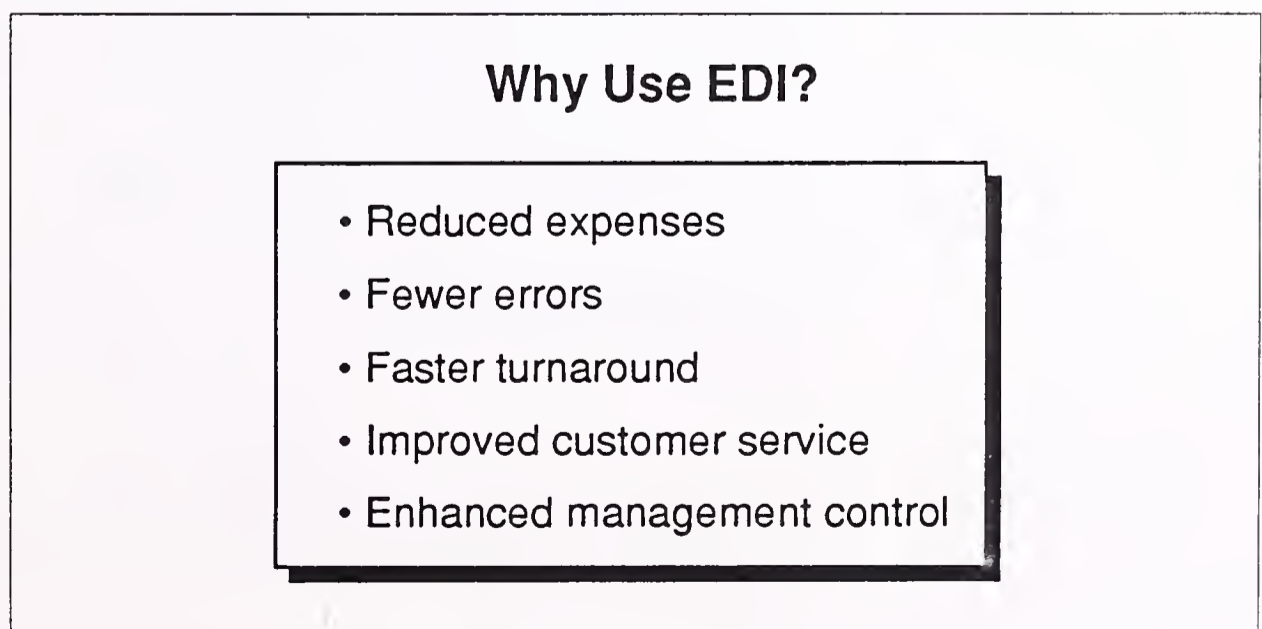 Why Use EDI?
• Reduced expenses
• Fewer errors
• Faster turnaround
• Improved customer service
• Enhanced management control